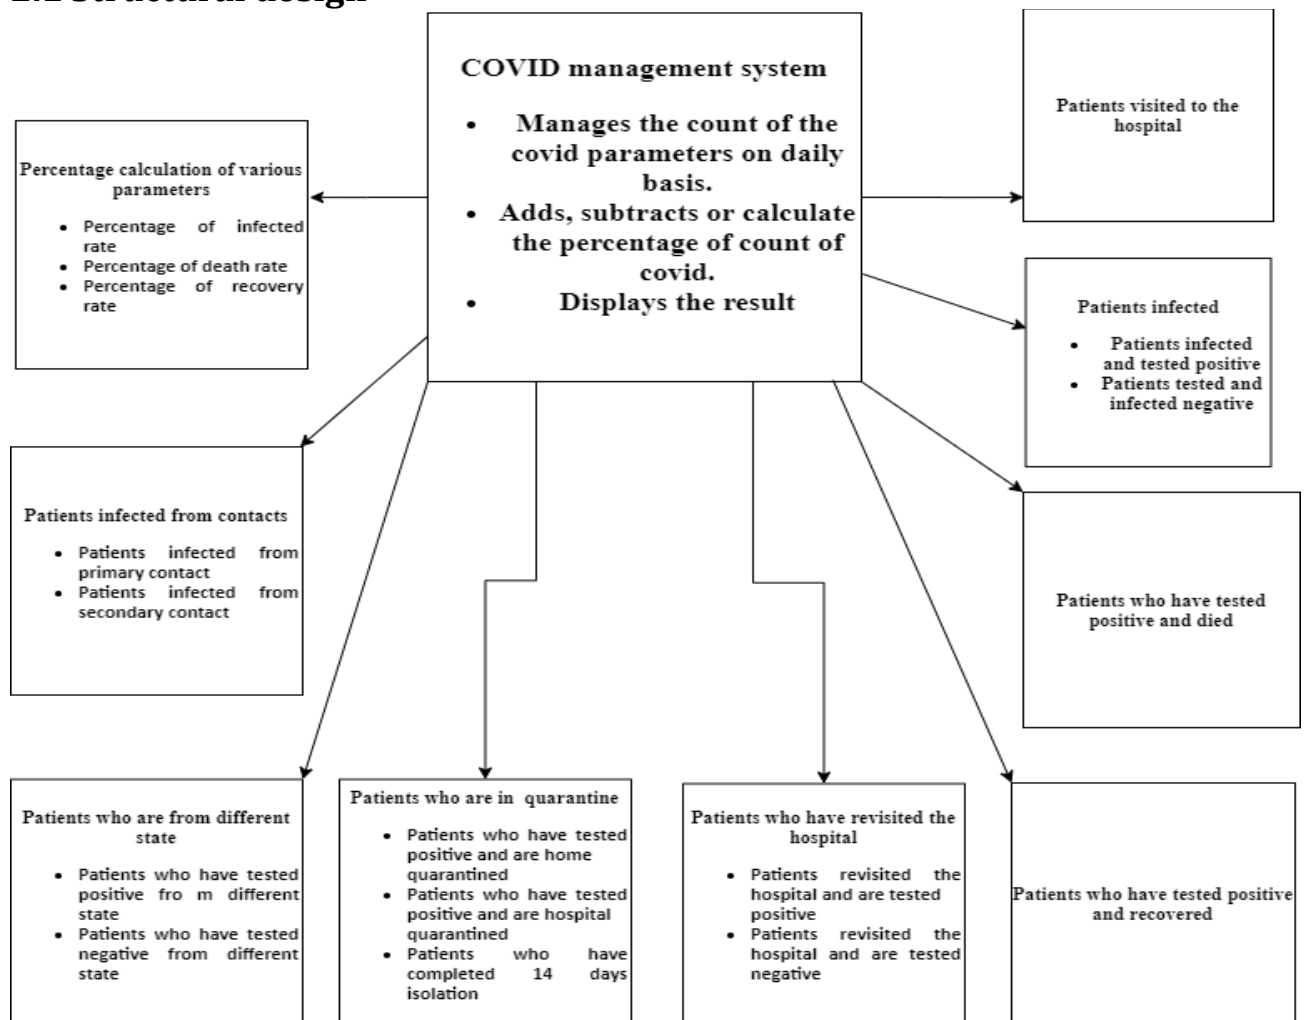 COVID management system
• Manages the count of the
covid parameters on daily
basis.
• Adds, subtracts or calculate
the percentage of count of
covid.
• Displays the result
Patients visited to the
hospital
Percentage calculation of various
parameters
• Percentage of infected
rate
• Percentage of death rate
• Percentage of recovery
rate
Patients infected
• Patients infected
and tested positive
• Patients tested and
infected negative
Patients infected from contacts
• Patients infected from
primary contact
• Patients infected from
secondary contact
Patients who have tested
positive and died
Patients who are from different
state
• Patients who have tested
positive fro m different
state
• Patients who have tested
negative from different
state
Patients who are in quarantine
• Patients who have tested
positive and are home
quarantined
• Patients who have tested
positive and are hospital
quarantined
• Patients who have
completed 14 days
isolation
Patients who have revisited the
hospital
• Patients revisited the
hospital and are tested
positive
• Patients revisited the
hospital and are tested
negative
Patients who have tested positive
and recovered